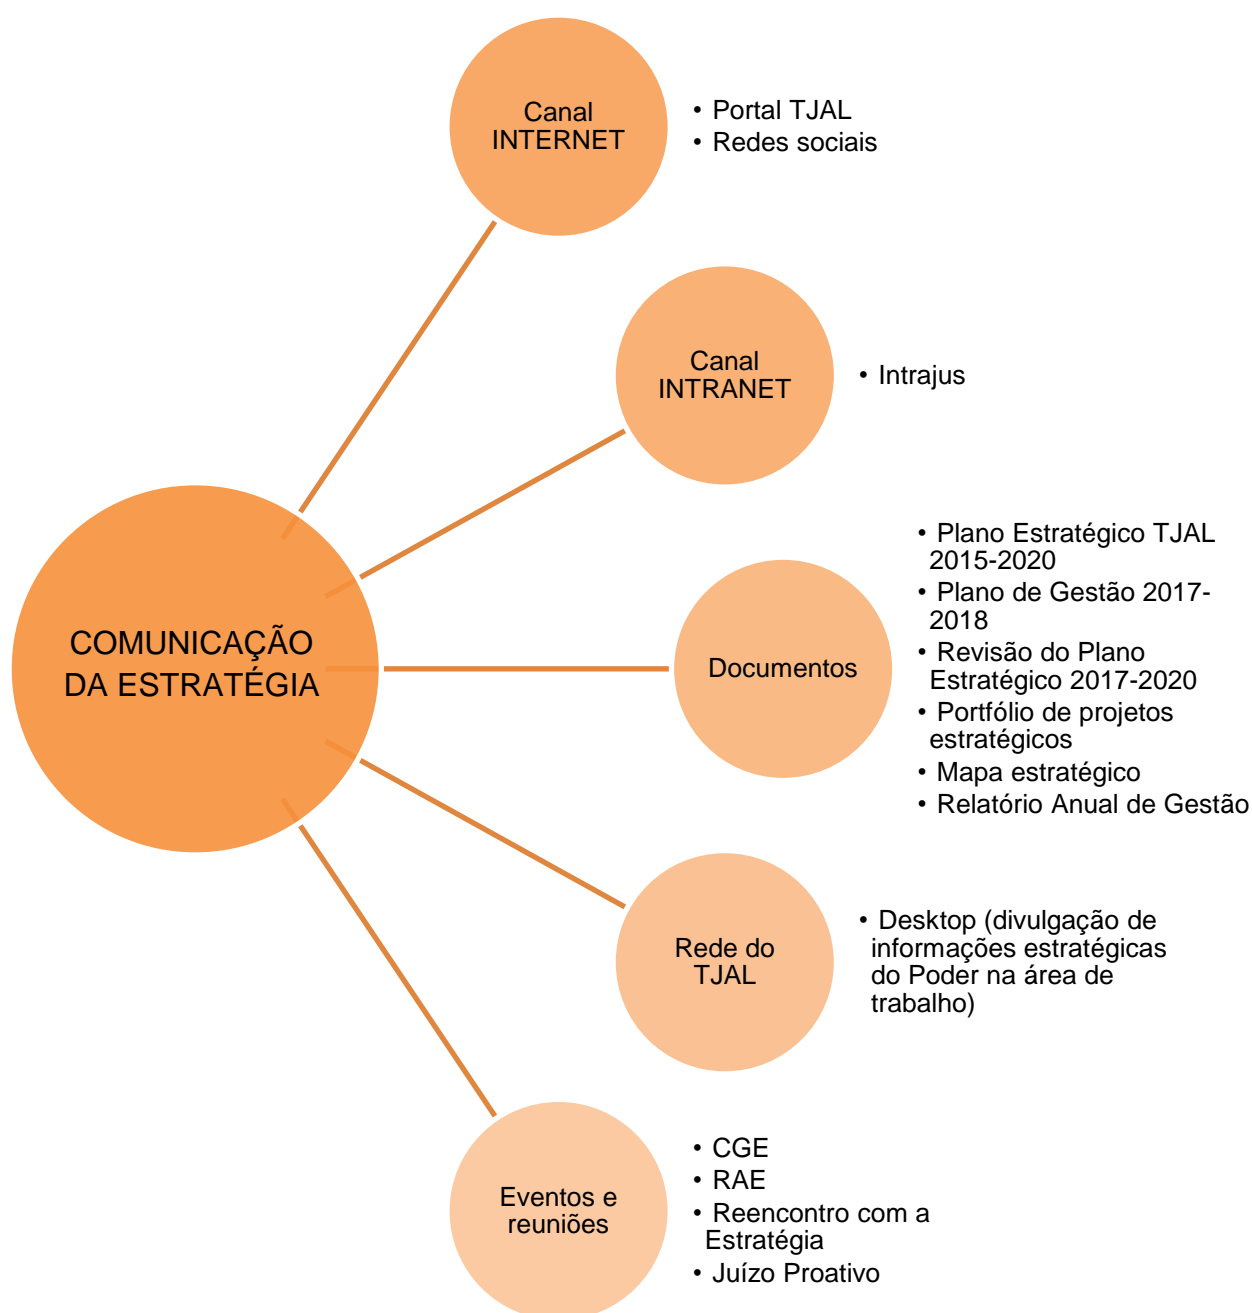 Canal
INTERNET
• Portal TJAL
• Redes sociais
Canal
INTRANET
• Intrajus
COMUNICAÇÃO
DA ESTRATÉGIA
Documentos
• Plano Estratégico TJAL
2015-2020
• Plano de Gestão 2017-
2018
• Revisão do Plano
Estratégico 2017-2020
• Portfólio de projetos
estratégicos
• Mapa estratégico
• Relatório Anual de Gestão
Rede do
TJAL
• Desktop (divulgação de
informações estratégicas
do Poder na área de
trabalho)
Eventos e
reuniões
• CGE
• RAE
• Reencontro com a
Estratégia
• Juízo Proativo